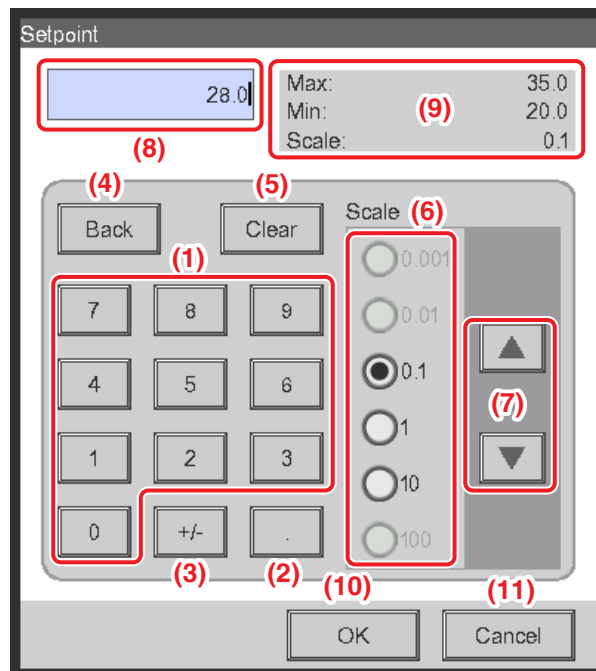 Setpoint
28.0
Max: 35.0
Min: 20.0
Scale: 0.1
(8)
(9)
(4)
(5)
Back
Clear
Scale
(6)
(1)
7 8 9
4 5 6
1 2 3
0 +/- .
0.001
0.01
0.1
1
10
100
(7)
(3)
(2)
(10)
(11)
OK
Cancel